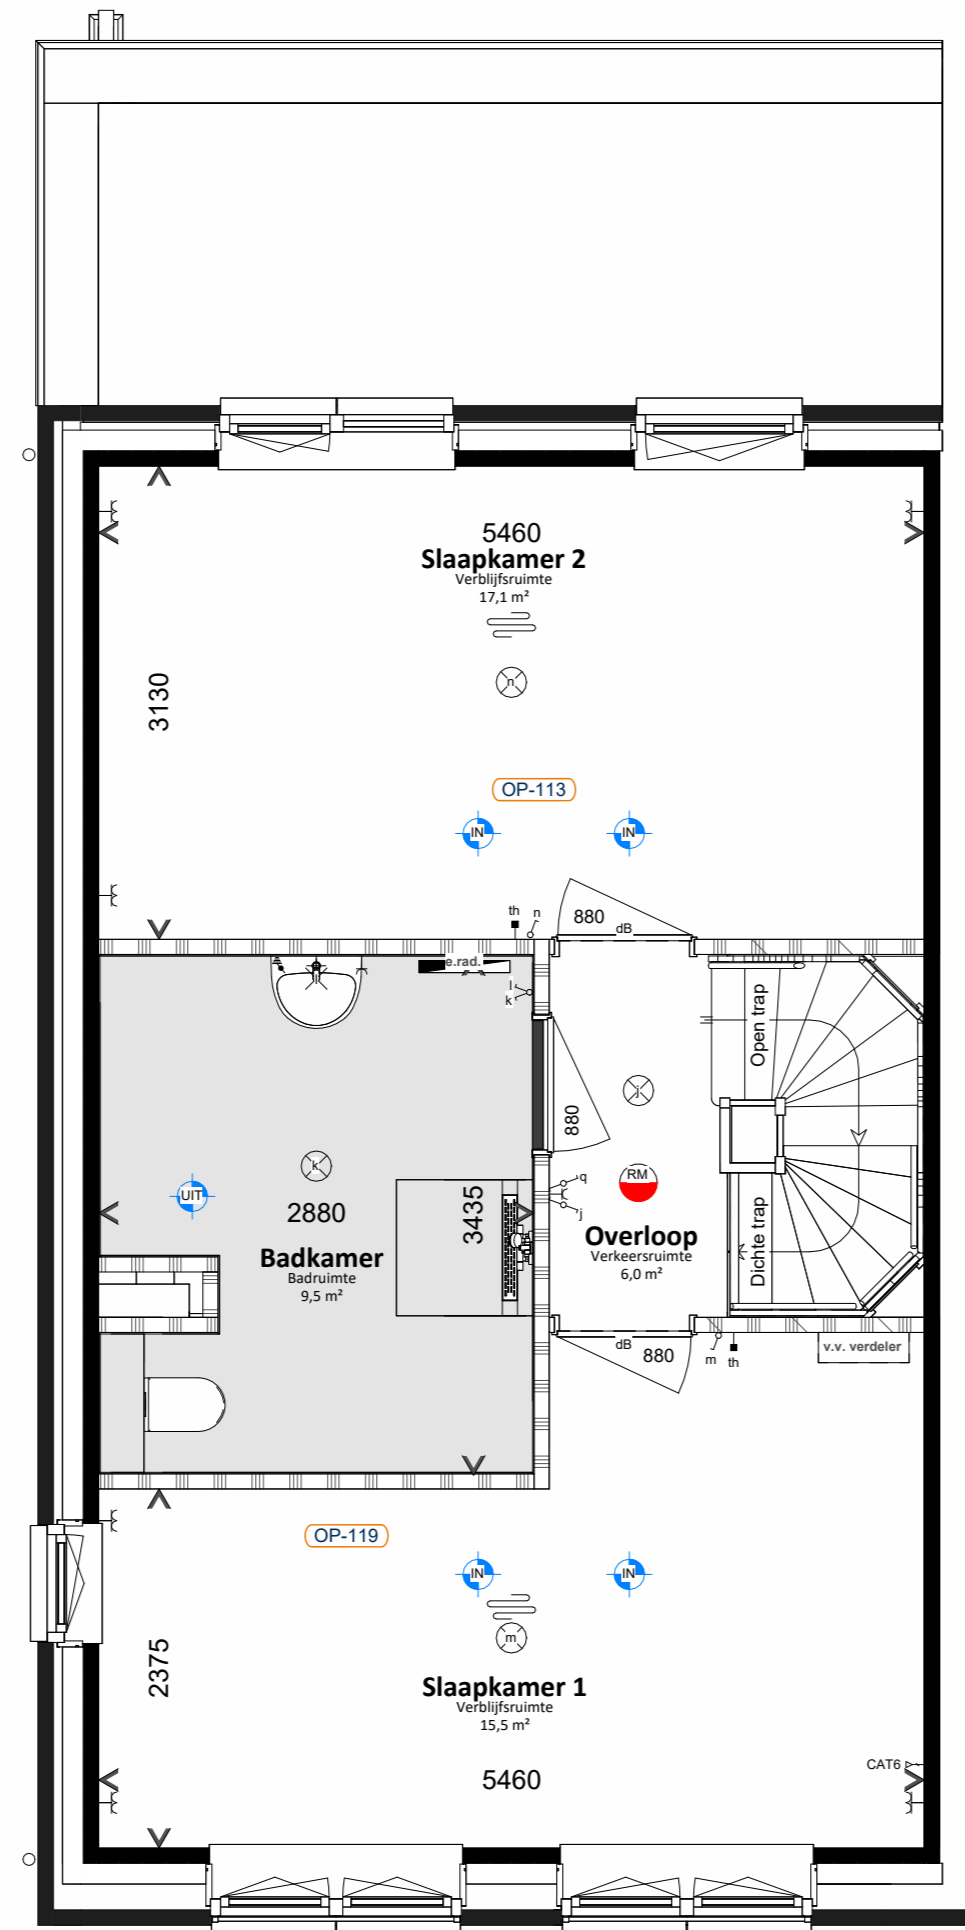 5460
Slaapkamer 2
Verblijfsruimte
17,1 m²
n
3130
OP-113
IN
IN
th
n
880
dB
e.rad.
l
k
Open trap
j
880
k
RM
q
UIT
2880
3435
j
Overloop
Badkamer
Verkeersruimte
Dichte trap
Badruimte
6,0 m²
9,5 m²
dB
880
m
th
v.v. verdeler
OP-119
IN
IN
m
2375
Slaapkamer 1
Verblijfsruimte
15,5 m²
CAT6
5460